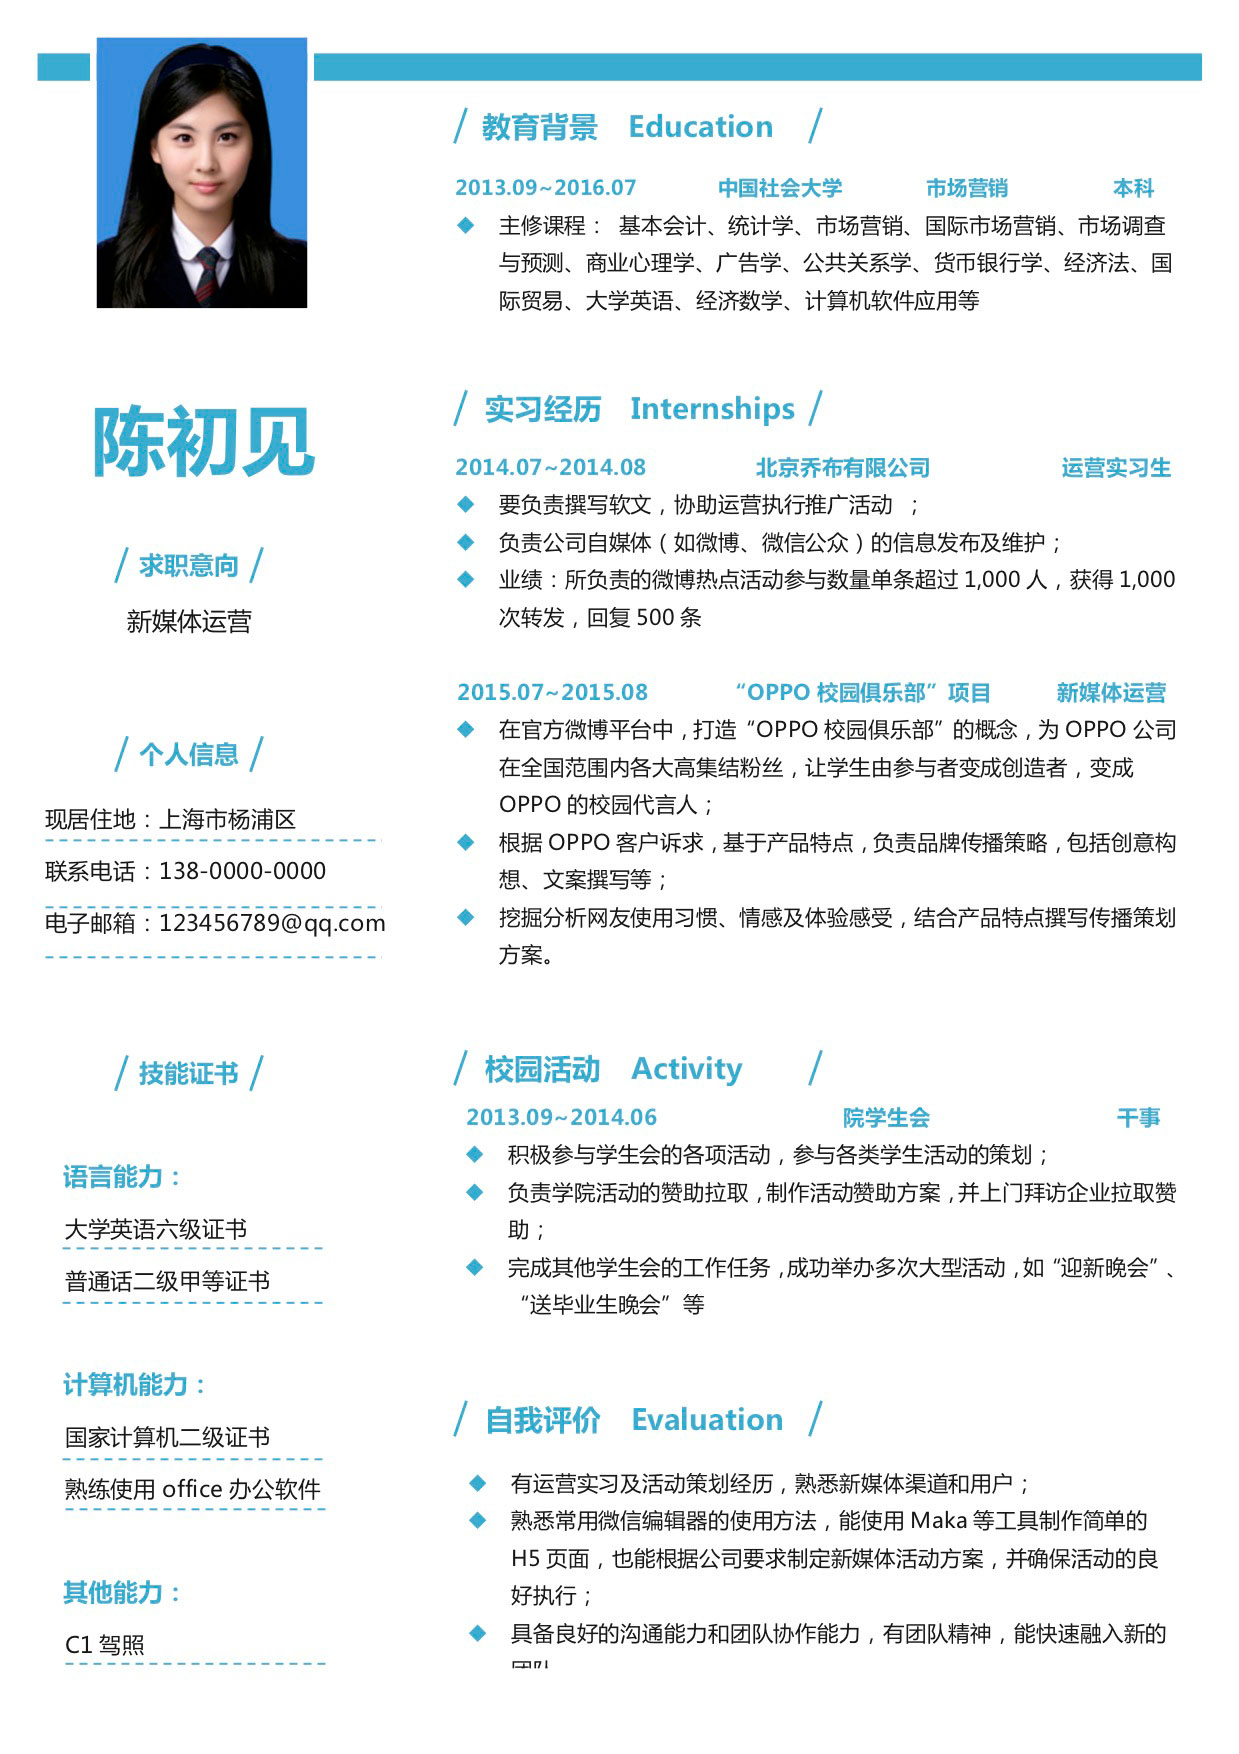 陈初见
求职意向
新媒体运营
个人信息
现居住地：上海市杨浦区
联系电话：138-0000-0000
电子邮箱：123456789@qq.com
技能证书
语言能力：
大学英语六级证书
普通话二级甲等证书
计算机能力：
国家计算机二级证书
熟练使用 office 办公软件
其他能力：
C1 驾照
教育背景 Education
2013.09~2016.07 中国社会大学 市场营销 本科
主修课程： 基本会计、统计学、市场营销、国际市场营销、市场调查
与预测、商业心理学、广告学、公共关系学、货币银行学、经济法、国
际贸易、大学英语、经济数学、计算机软件应用等
实习经历 Internships
2014.07~2014.08 北京乔布有限公司 运营实习生
要负责撰写软文，协助运营执行推广活动 ；
负责公司自媒体（如微博、微信公众）的信息发布及维护；
业绩：所负责的微博热点活动参与数量单条超过 1,000 人，获得 1,000
次转发，回复 500 条
2015.07~2015.08 “OPPO 校园俱乐部”项目 新媒体运营
在官方微博平台中，打造“OPPO 校园俱乐部”的概念，为 OPPO 公司
在全国范围内各大高集结粉丝，让学生由参与者变成创造者，变成
OPPO 的校园代言人；
根据 OPPO 客户诉求，基于产品特点，负责品牌传播策略，包括创意构
想、文案撰写等；
挖掘分析网友使用习惯、情感及体验感受，结合产品特点撰写传播策划
方案。
校园活动 Activity
2013.09~2014.06 院学生会 干事
积极参与学生会的各项活动，参与各类学生活动的策划；
负责学院活动的赞助拉取，制作活动赞助方案，并上门拜访企业拉取赞
助；
完成其他学生会的工作任务，成功举办多次大型活动，如“迎新晚会”、
“送毕业生晚会”等
自我评价 Evaluation
有运营实习及活动策划经历，熟悉新媒体渠道和用户；
熟悉常用微信编辑器的使用方法，能使用 Maka 等工具制作简单的
H5 页面，也能根据公司要求制定新媒体活动方案，并确保活动的良
好执行；
具备良好的沟通能力和团队协作能力，有团队精神，能快速融入新的